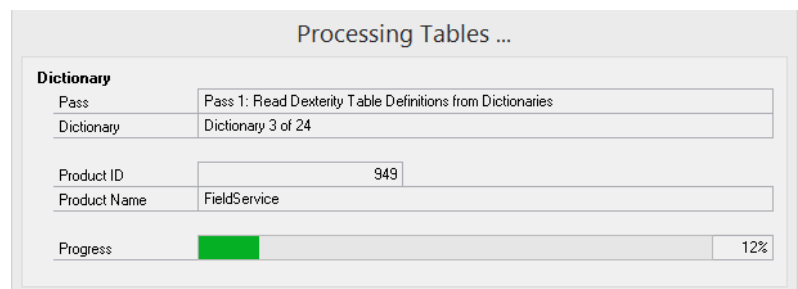 Processing Tables ...
Dictionary
Pass Pass 1: Read Dexterity Table Definitions from Dictionaries
Dictionary Dictionary 3 of 24
Product ID 949
Product Name FieldService
Progress 12%